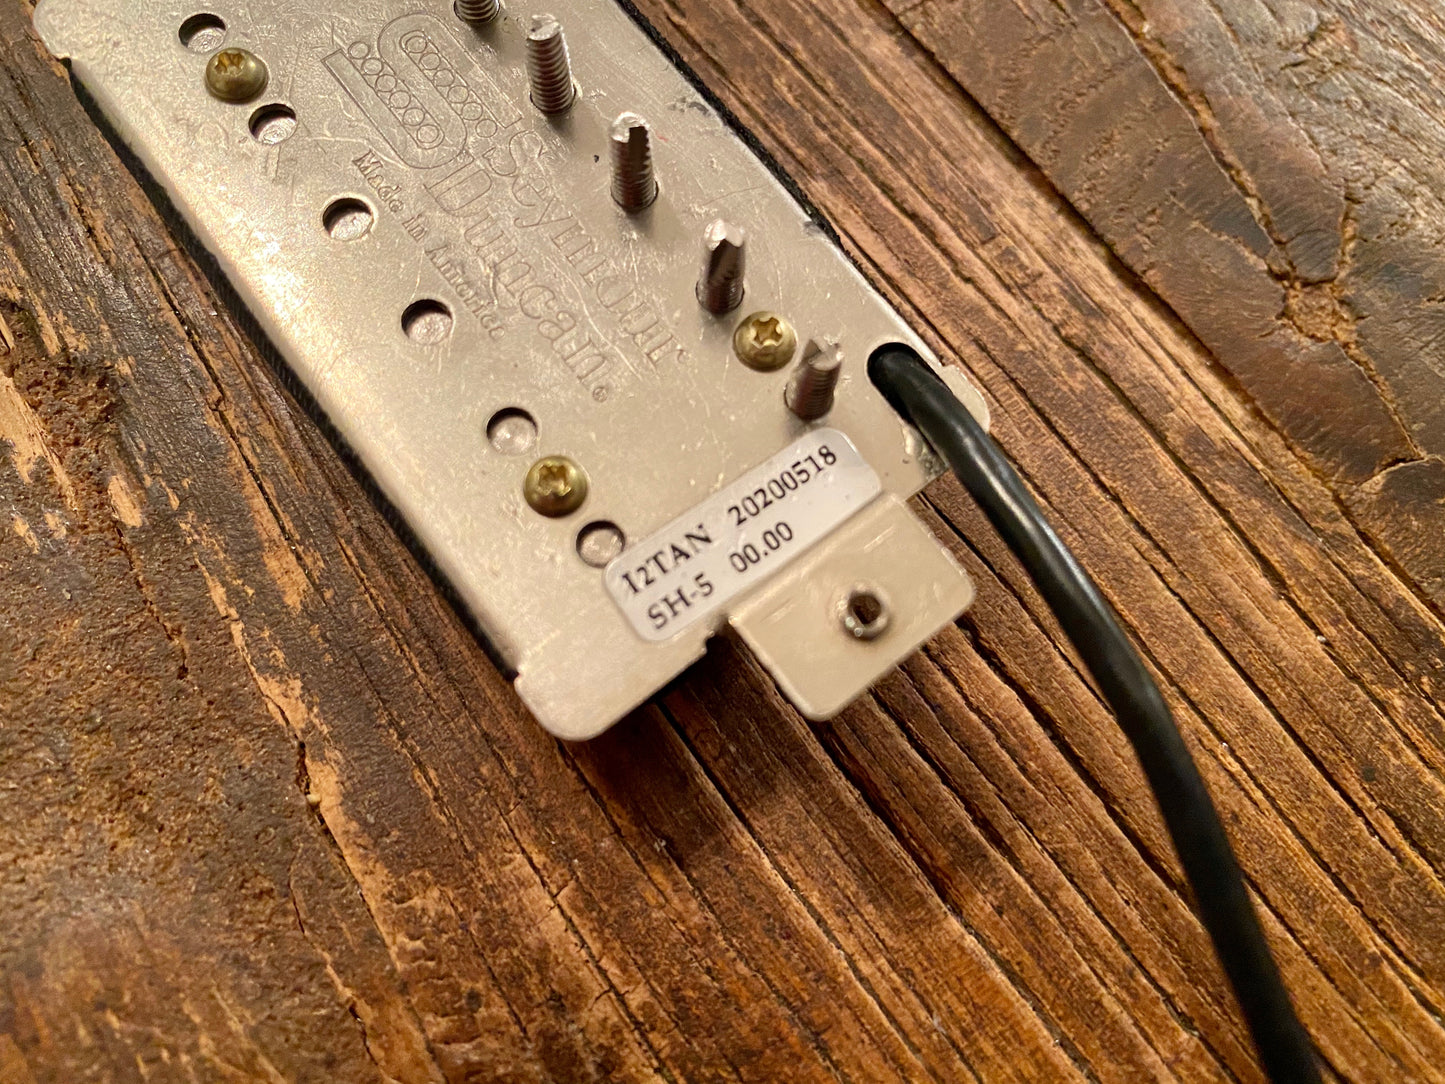 Seymour
Duncan®
Made in America
I2TAN 20200518
SH-5 00.00